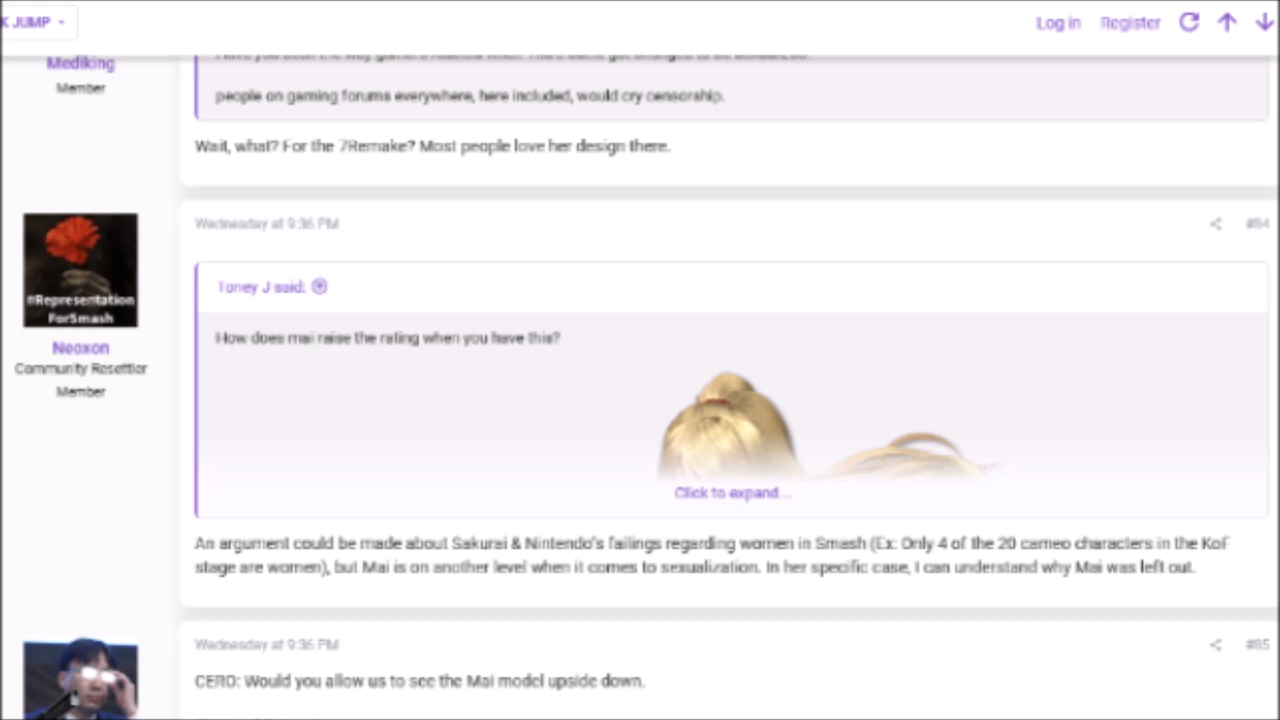 K JUMP
Log in Register
Mediking
Member
people on gaming forums everywhere, here included, would cry censorship.
Wait, what? For the 7Remake? Most people love her design there.
Wednesday at 9:36 PM
#84
#Representation
ForSmash
Neoxon
Community Resettler
Member
Toney J said:
How does mai raise the rating when you have this?
Click to expand...
An argument could be made about Sakurai & Nintendo's failings regarding women in Smash (Ex: Only 4 of the 20 cameo characters in the KoF
stage are women), but Mai is on another level when it comes to sexualization. In her specific case, I can understand why Mai was left out.
Wednesday at 9:36 PM
#85
CERO: Would you allow us to see the Mai model upside down.